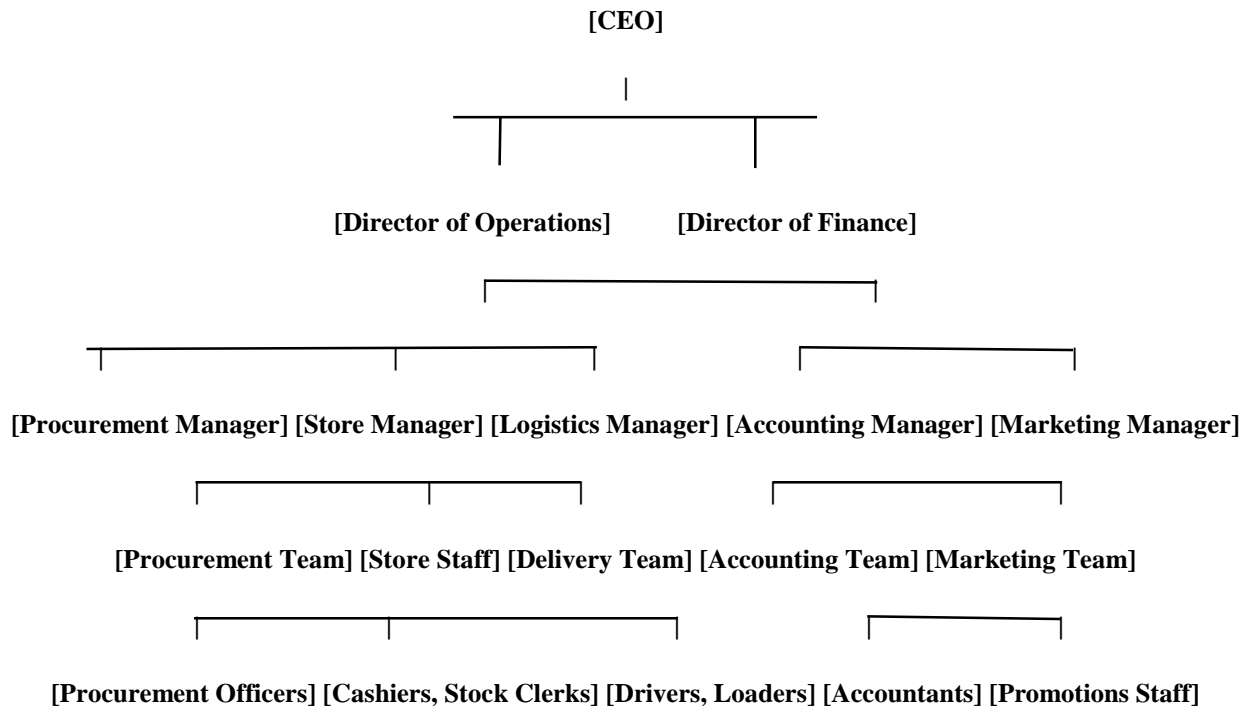 [CEO]
[Director of Operations] [Director of Finance]
[Procurement Manager] [Store Manager] [Logistics Manager] [Accounting Manager] [Marketing Manager]
[Procurement Team] [Store Staff] [Delivery Team] [Accounting Team] [Marketing Team]
[Procurement Officers] [Cashiers, Stock Clerks] [Drivers, Loaders] [Accountants] [Promotions Staff]